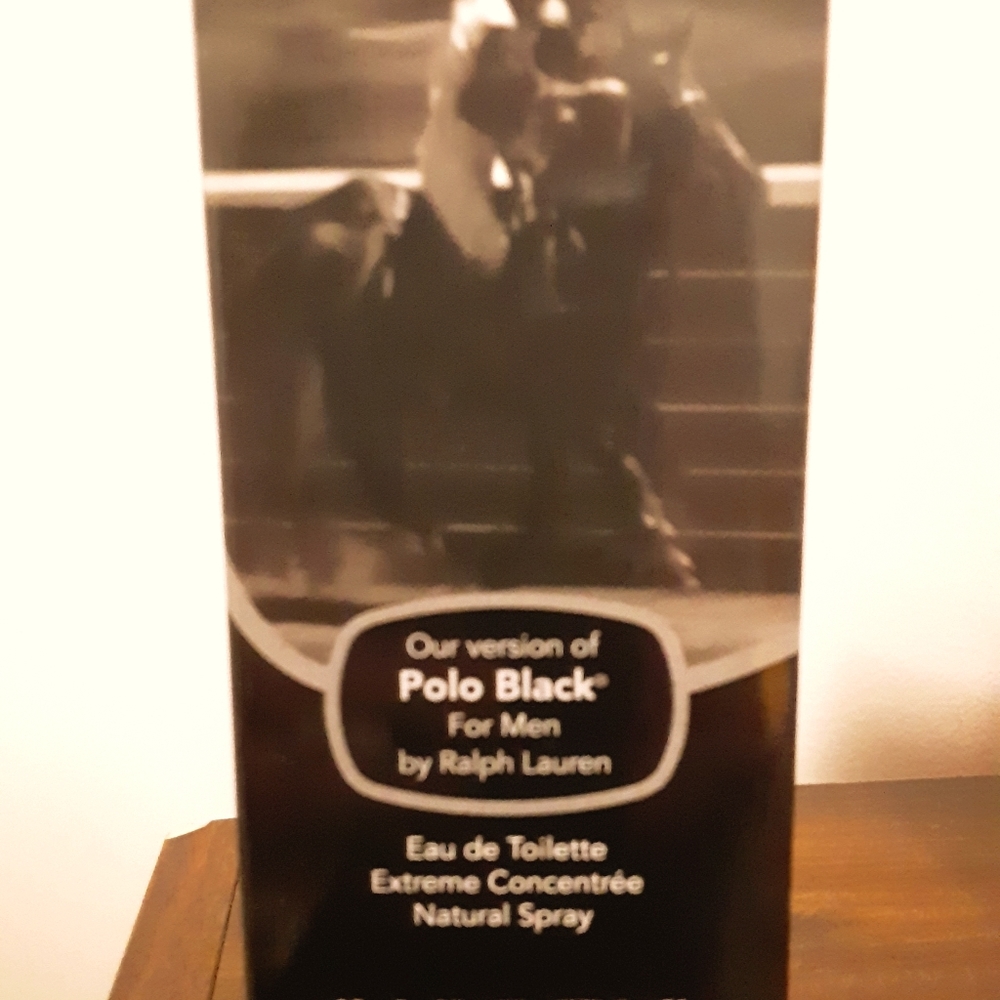 Our version of
Polo Black®
For Men
by Ralph Lauren
Eau de Toilette
Extreme Concentrée
Natural Spray